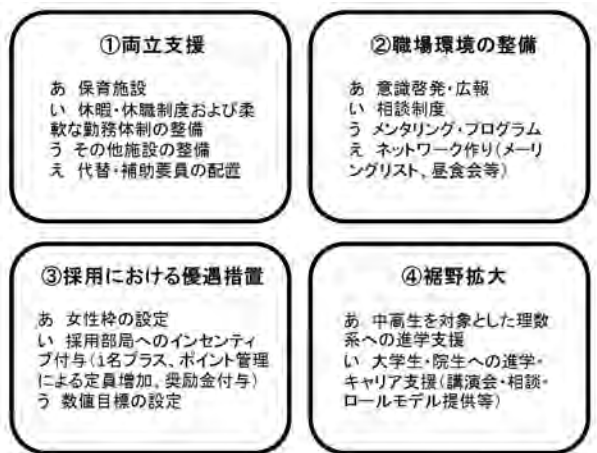 ①両立支援
あ 保育施設
い 休暇・休職制度および柔
軟な勤務体制の整備
う その他施設の整備
え 代替・補助要員の配置
②職場環境の整備
あ 意識啓発・広報
い 相談制度
う メンタリング・プログラム
え ネットワーク作り(メーリ
ングリスト、昼食会等)
③採用における優遇措置
あ 女性枠の設定
い 採用部局へのインセンティ
ブ付与(1名プラス、ポイント管理
による定員増加、奨励金付与)
う 数値目標の設定
④裾野拡大
あ 中高生を対象とした理数
系への進学支援
い 大学生・院生への進学・
キャリア支援(講演会・相談・
ロールモデル提供等)